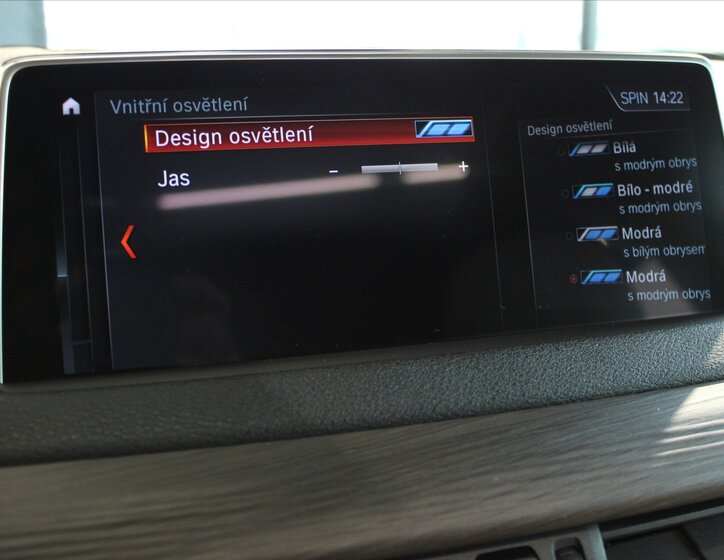 Vnitřní osvětlení
SPIN 14:22
Design osvětlení
Jas
- +
Design osvětlení
Bílá
s modrým obrys
Bílo - modré
s modrým obrys
Modrá
s bílým obrysem
Modrá
s modrým obrys